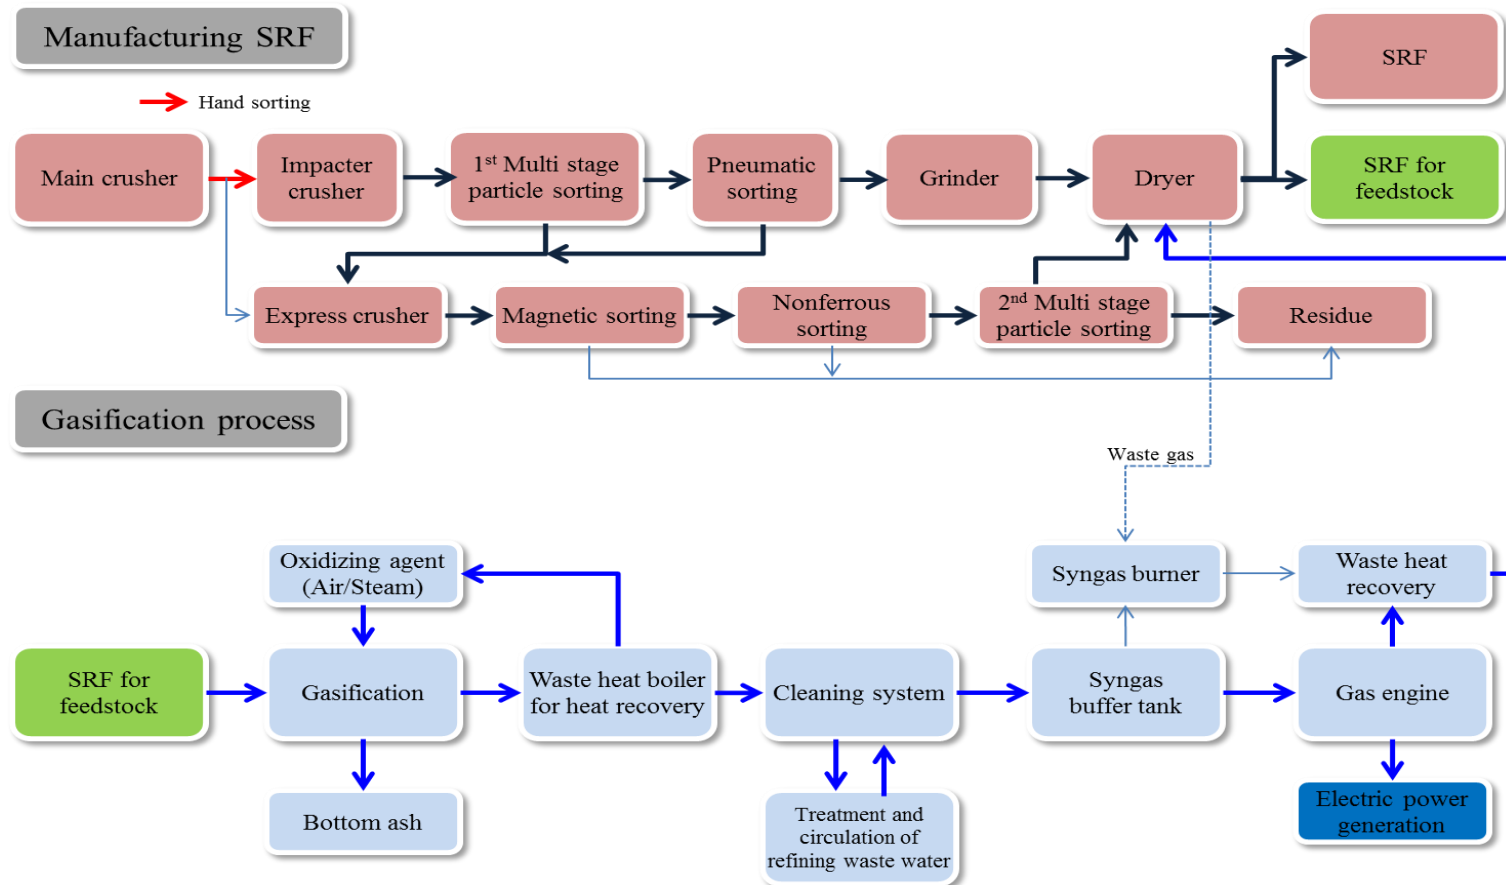 Manufacturing SRF
Hand sorting
SRF
Main crusher
Impacter
crusher
1st Multi stage
particle sorting
Pneumatic
sorting
Grinder
Dryer
SRF for
feedstock
Express crusher
Magnetic sorting
Nonferrous
sorting
2nd Multi stage
particle sorting
Residue
Gasification process
Waste gas
Oxidizing agent
(Air/Steam)
Syngas burner
Waste heat
recovery
SRF for
feedstock
Gasification
Waste heat boiler
for heat recovery
Cleaning system
Syngas
buffer tank
Gas engine
Bottom ash
Treatment and
circulation of
refining waste water
Electric power
generation